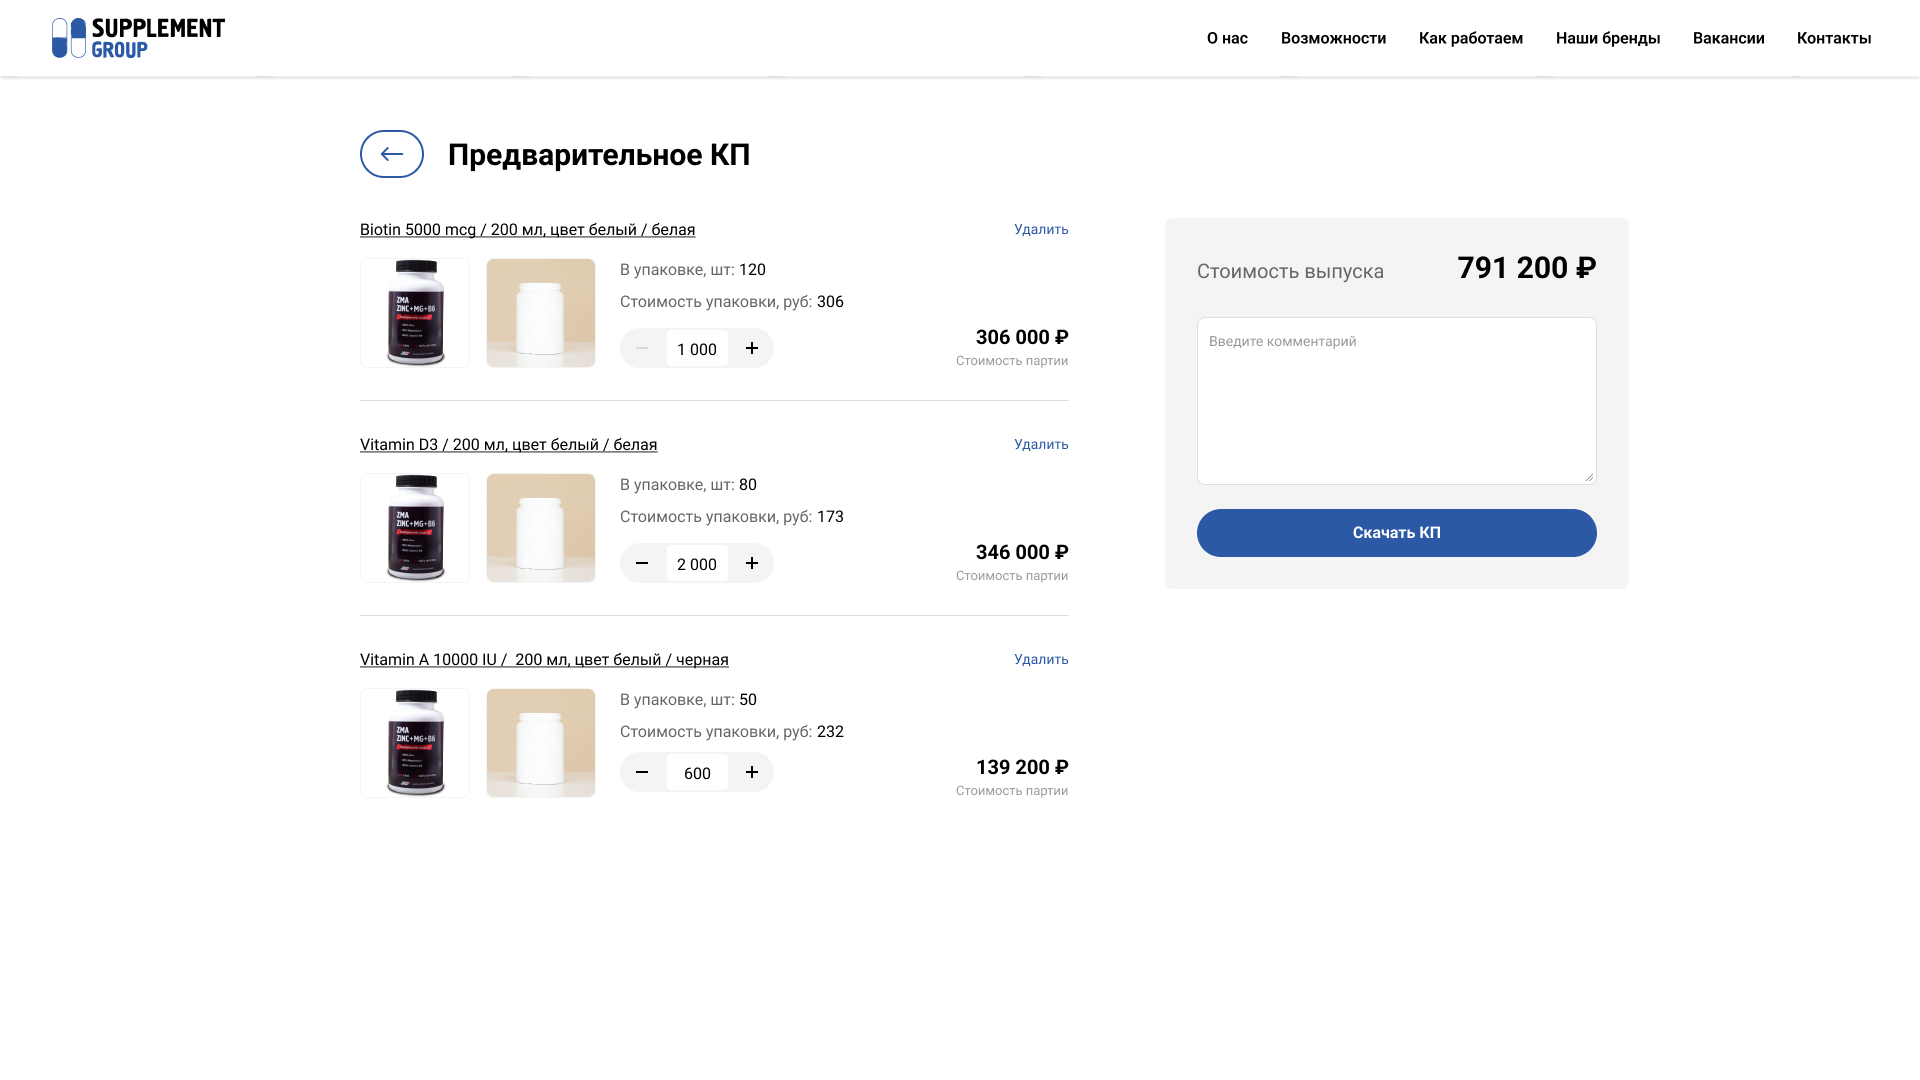 SUPPLEMENT
GROUP
О нас
Возможности
Как работаем
Наши бренды
Вакансии
Контакты
Предварительное КП
Biotin 5000 mcg / 200 мл, цвет белый / белая
Удалить
ZMA
ZINC+MG+B6
В упаковке, шт: 120
Стоимость упаковки, руб: 306
1 000
306 000 ₽
Стоимость партии
Vitamin D3 / 200 мл, цвет белый / белая
Удалить
ZMA
ZINC+MG+B6
В упаковке, шт: 80
Стоимость упаковки, руб: 173
2 000
346 000 ₽
Стоимость партии
Vitamin A 10000 IU /  200 мл, цвет белый / черная
Удалить
ZMA
ZINC+MG+B6
В упаковке, шт: 50
Стоимость упаковки, руб: 232
600
139 200 ₽
Стоимость партии
Стоимость выпуска
791 200 ₽
Введите комментарий
Скачать КП